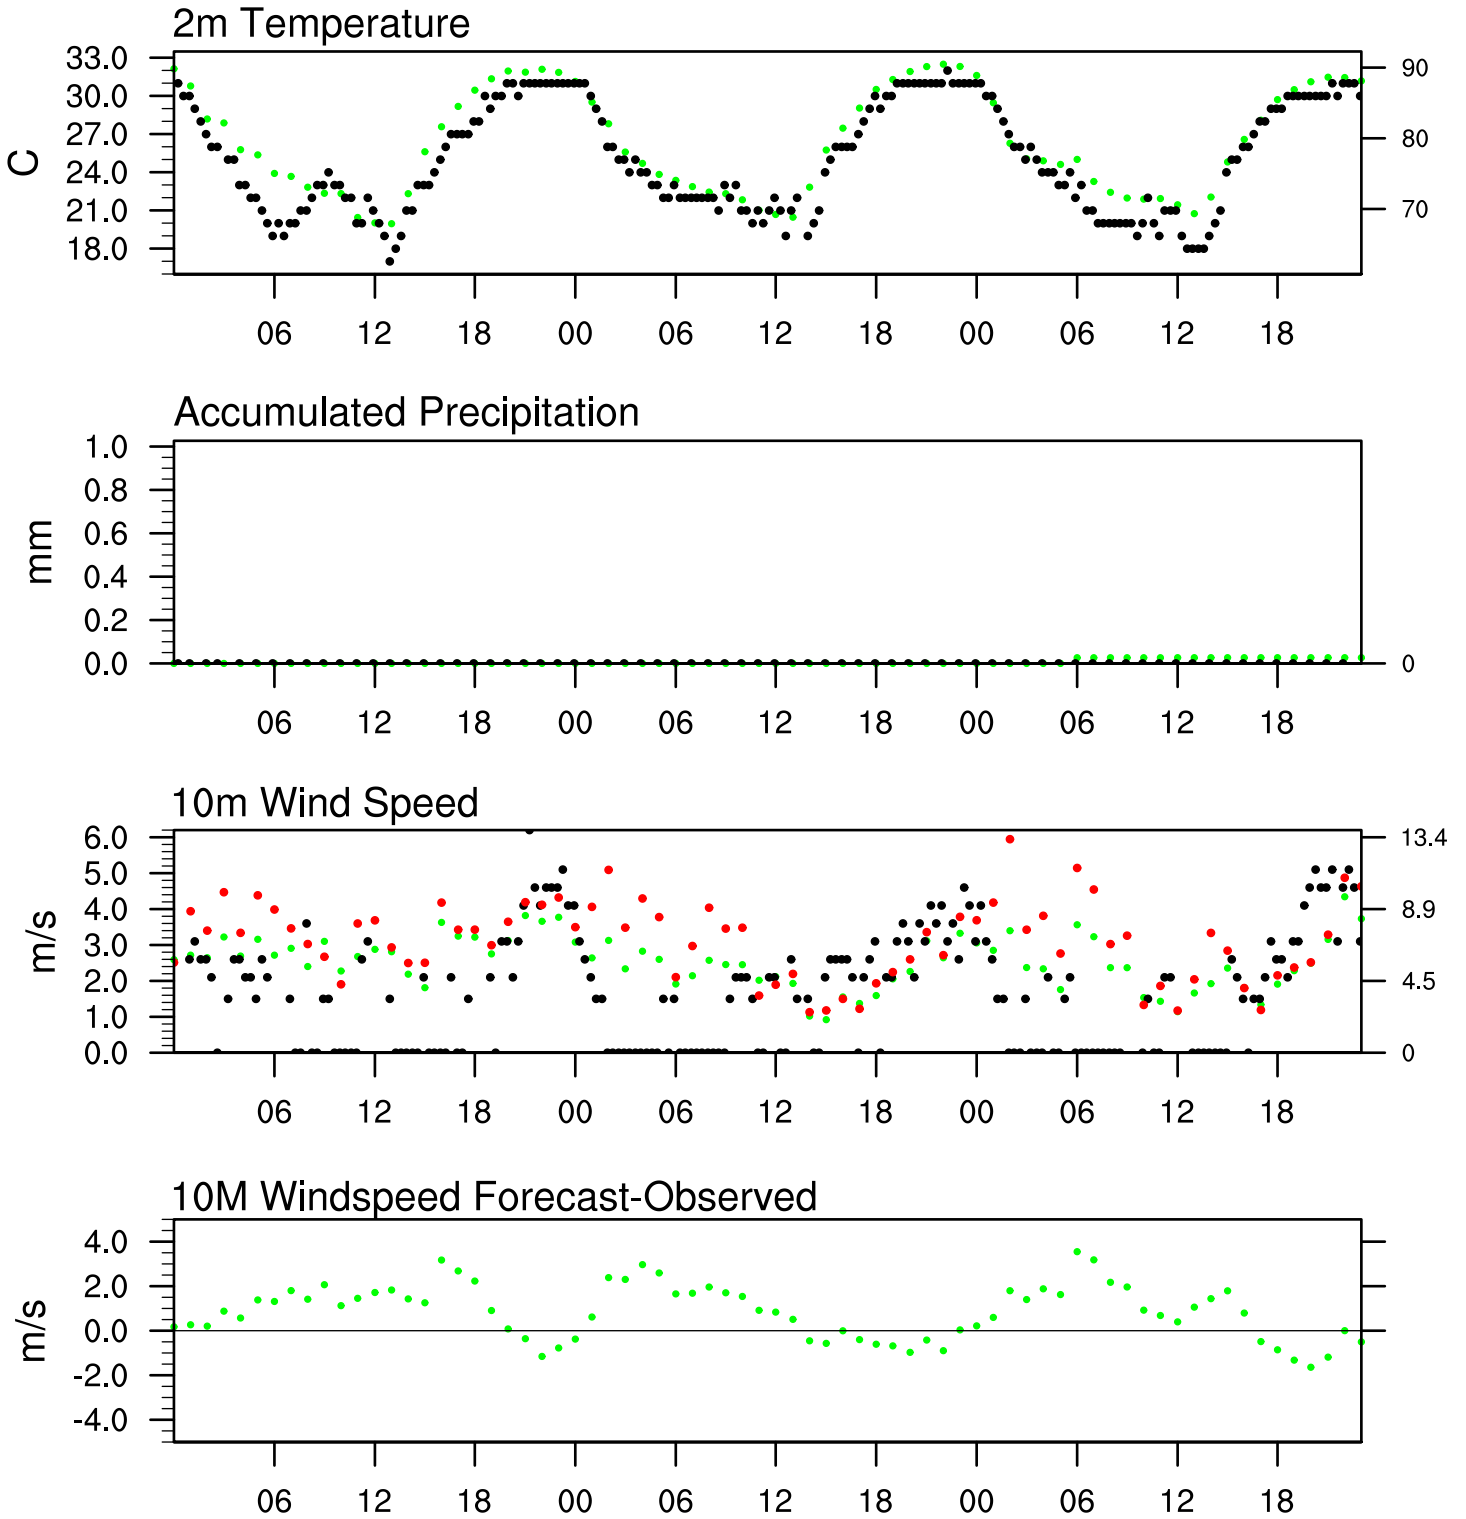 2m Temperature
33.0
30.0
27.0
24.0
21.0
18.0
C
90
80
70
06 12 18 00 06 12 18 00 06 12 18
Accumulated Precipitation
1.0
0.8
0.6
0.4
0.2
0.0
mm
0
06 12 18 00 06 12 18 00 06 12 18
10m Wind Speed
6.0
5.0
4.0
3.0
2.0
1.0
0.0
m/s
13.4
8.9
4.5
0
06 12 18 00 06 12 18 00 06 12 18
10M Windspeed Forecast-Observed
4.0
2.0
0.0
-2.0
-4.0
m/s
06 12 18 00 06 12 18 00 06 12 18